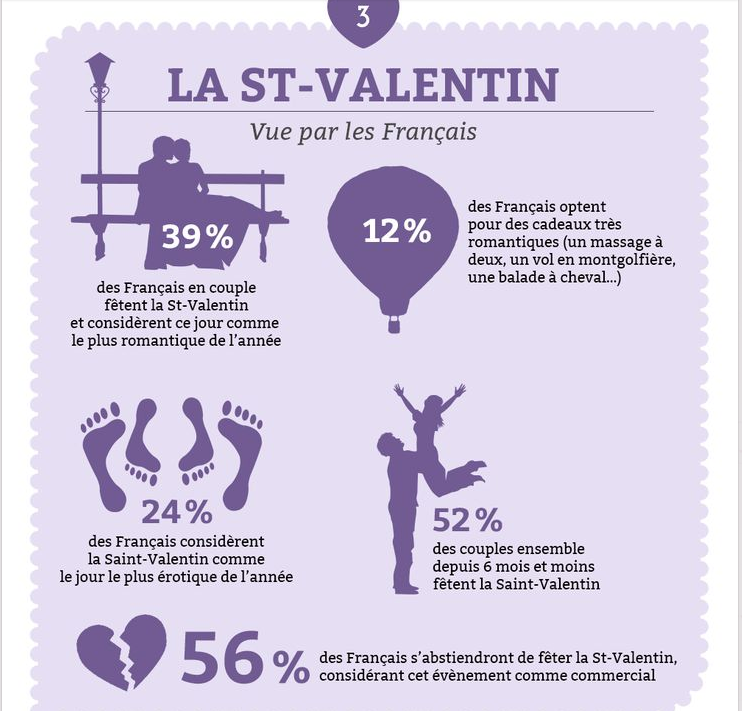 3
LA ST-VALENTIN
Vue par les Français
39%
des Français en couple
fêtent la St-Valentin
et considèrent ce jour comme
le plus romantique de l'année
12%
des Français optent
pour des cadeaux très
romantiques (un massage à
deux, un vol en montgolfière,
une balade à cheval...)
24%
des Français considèrent
la Saint-Valentin comme
le jour le plus érotique de l'année
52%
des couples ensemble
depuis 6 mois et moins
fêtent la Saint-Valentin
56%
des Français s'abstiendront de fêter la St-Valentin,
considérant cet évènement comme commercial